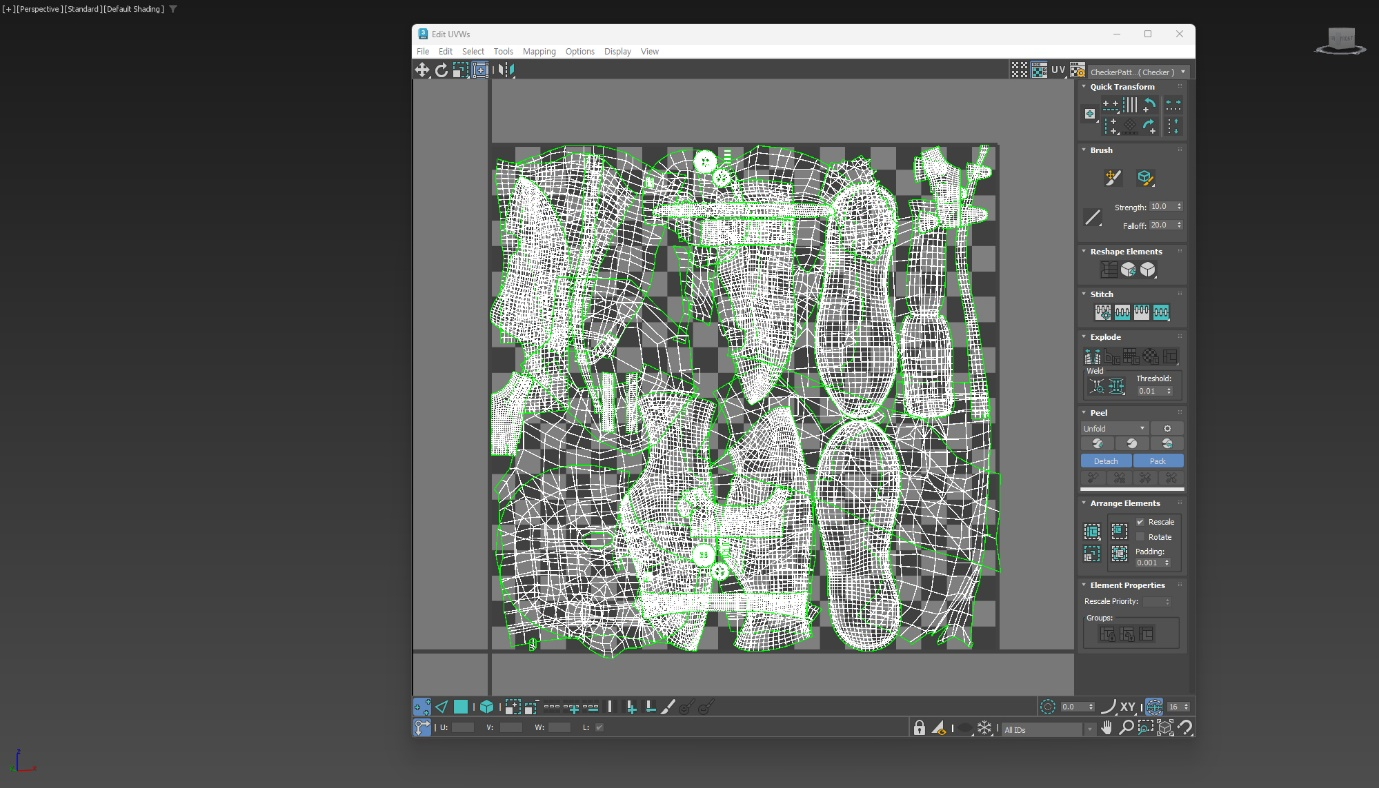 [+][Perspective][Standard][Default Shading]
Edit UVWs
File Edit Select Tools Mapping Options Display View
UV CheckerPatt...( Checker )
Quick Transform
Brush
Strength: 10.0
Falloff: 20.0
Reshape Elements
Stitch
Explode
Weld
Threshold:
0.01
Peel
Unfold
Detach Pack
Arrange Elements
Rescale
Rotate
Padding:
0.001
Element Properties
Rescale Priority:
Groups:
0.0 XY 16
U: V: W: L: All IDs
z
x